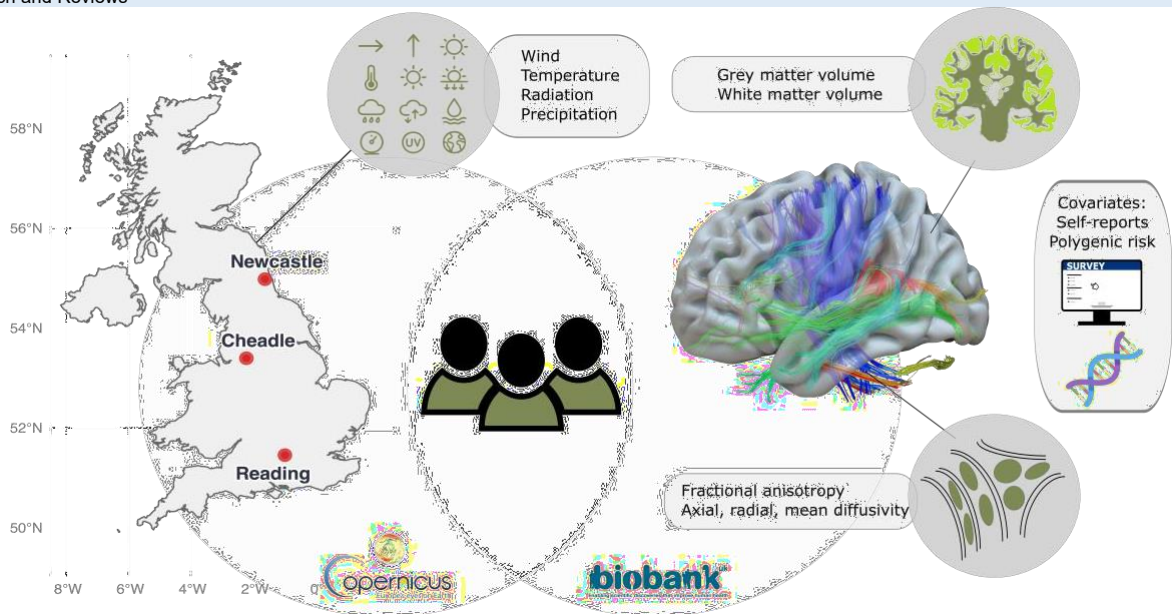 Wind
Temperature
Radiation
Precipitation
UV
Grey matter volume
White matter volume
Covariates:
Self-reports
Polygenic risk
SURVEY
58°N
56°N
54°N
52°N
50°N
Newcastle
Cheadle
Reading
Fractional anisotropy
Axial, radial, mean diffusivity
8°W
6°W
4°W
2°W
opernicus
biobank